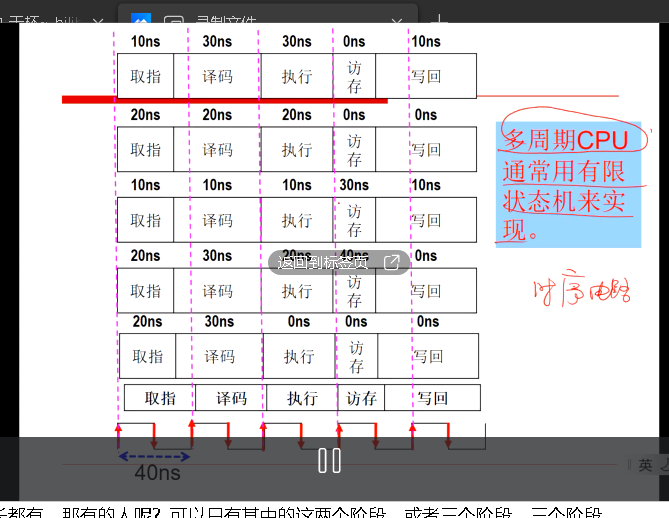 录制文件
10ns 30ns 30ns 0ns 10ns
取指 译码 执行 访存 写回
20ns 20ns 20ns 0ns 0ns
取指 译码 执行 访存 写回
10ns 10ns 10ns 30ns 10ns
取指 译码 执行 访存 写回
20ns 30ns 20ns 40ns 0ns
取指 译码 执行 访存 写回
20ns 30ns 0ns 0ns 0ns
取指 译码 执行 访存 写回
取指 译码 执行 访存 写回
40ns
多周期CPU
通常用有限
状态机来实
现。
时序电路
返回到标签页
英
都有，那有的人呢？可以只有其中的这两个阶段，或者三个阶段，三个阶段